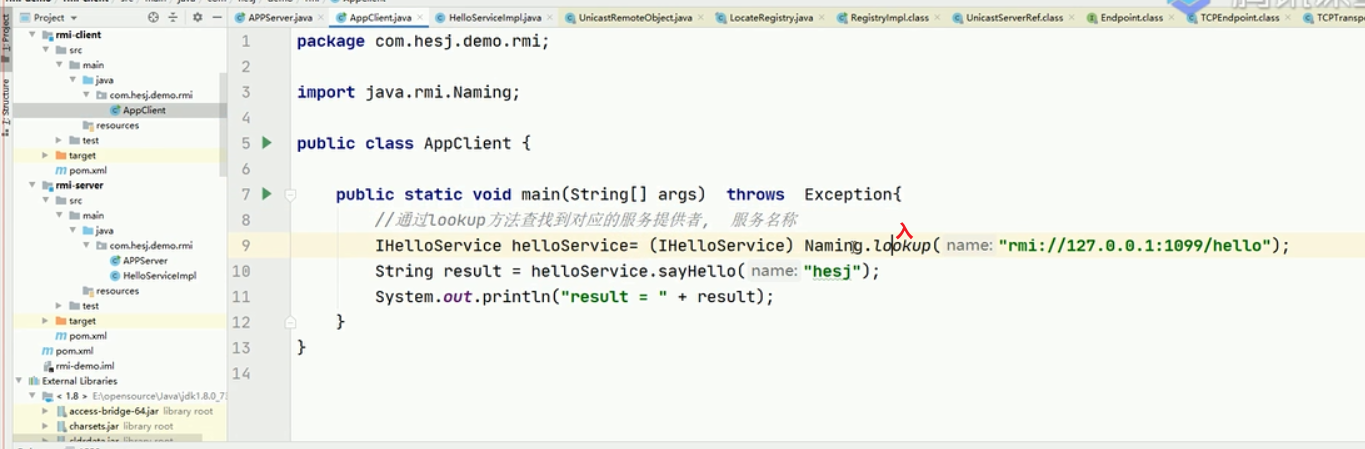 Project
APPServer.java
AppClient.java
HelloServiceImpl.java
UnicastRemoteObject.java
LocateRegistry.java
RegistryImpl.class
UnicastServerRef.class
Endpoint.class
TCPEndpoint.class
1: Project
7: Structure
rmi-client
src
main
java
com.hesj.demo.rmi
AppClient
resources
test
target
pom.xml
rmi-server
src
main
java
com.hesj.demo.rmi
APPServer
HelloServiceImpl
resources
test
target
pom.xml
pom.xml
rmi-demo.iml
External Libraries
< 1.8 > E:\opensource\Java\jdk1.8.0_7
access-bridge-64.jar library root
charsets.jar library root
cldrdata.jar library root
1 package com.hesj.demo.rmi;
2
3 import java.rmi.Naming;
4
5 public class AppClient {
6
7 public static void main(String[] args) throws Exception{
8 //通过lookup方法查找到对应的服务提供者, 服务名称
9 IHelloService helloService= (IHelloService) Naming.lookup( name: "rmi://127.0.0.1:1099/hello");
10 String result = helloService.sayHello( name: "hesj");
11 System.out.println("result = " + result);
12 }
13 }
14